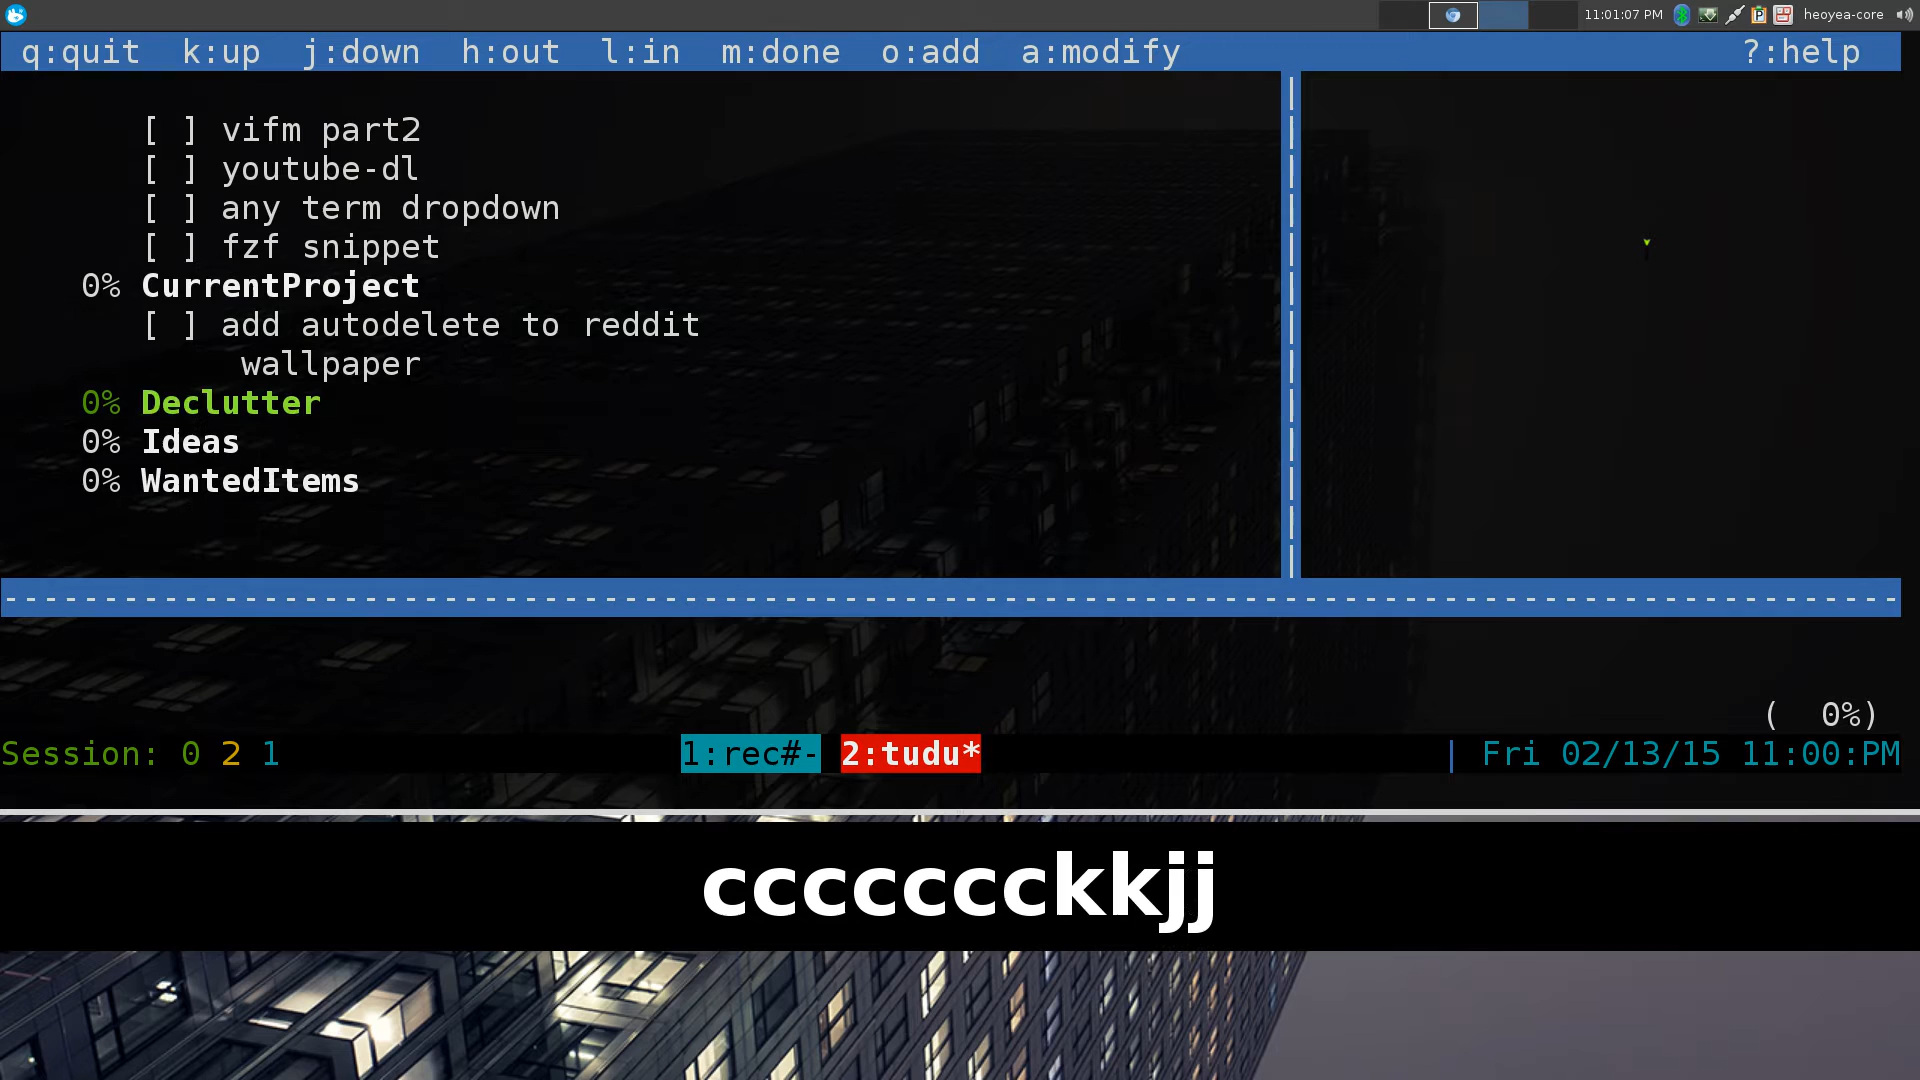 11:01:07 PM heoyea-core
q:quit k:up j:down h:out l:in m:done o:add a:modify ?:help
[ ] vifm part2
[ ] youtube-dl
[ ] any term dropdown
[ ] fzf snippet
0% CurrentProject
[ ] add autodelete to reddit
wallpaper
0% Declutter
0% Ideas
0% WantedItems
( 0%)
Session: 0 2 1 1:rec#- 2:tudu* | Fri 02/13/15 11:00:PM
ccccccckkjj